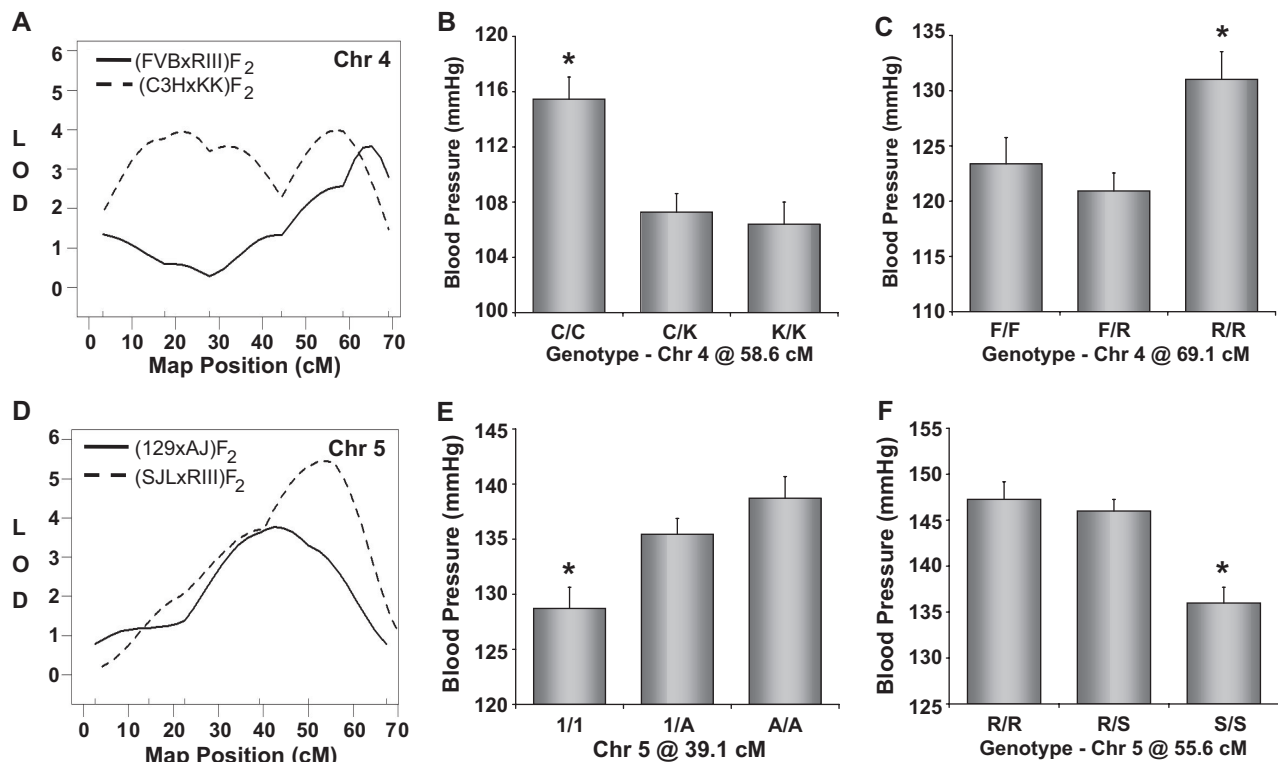 A
6
5
4
3
2
1
0
LOD
(FVBxRIII)F2
(C3HxKK)F2
Chr 4
0 10 20 30 40 50 60 70
Map Position (cM)
B
120
116
112
108
104
100
Blood Pressure (mmHg)
*
C/C C/K K/K
Genotype - Chr 4 @ 58.6 cM
C
135
130
125
120
115
110
Blood Pressure (mmHg)
*
F/F F/R R/R
Genotype - Chr 4 @ 69.1 cM
D
6
5
4
3
2
1
0
LOD
(129xAJ)F2
(SJLxRIII)F2
Chr 5
0 10 20 30 40 50 60 70
Map Position (cM)
E
145
140
135
130
125
120
Blood Pressure (mmHg)
*
1/1 1/A A/A
Chr 5 @ 39.1 cM
F
155
150
145
140
135
130
125
Blood Pressure (mmHg)
*
R/R R/S S/S
Genotype - Chr 5 @ 55.6 cM